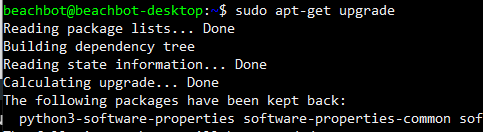 beachbot@beachbot-desktop:~$ sudo apt-get upgrade
Reading package lists... Done
Building dependency tree
Reading state information... Done
Calculating upgrade... Done
The following packages have been kept back:
python3-software-properties software-properties-common sof